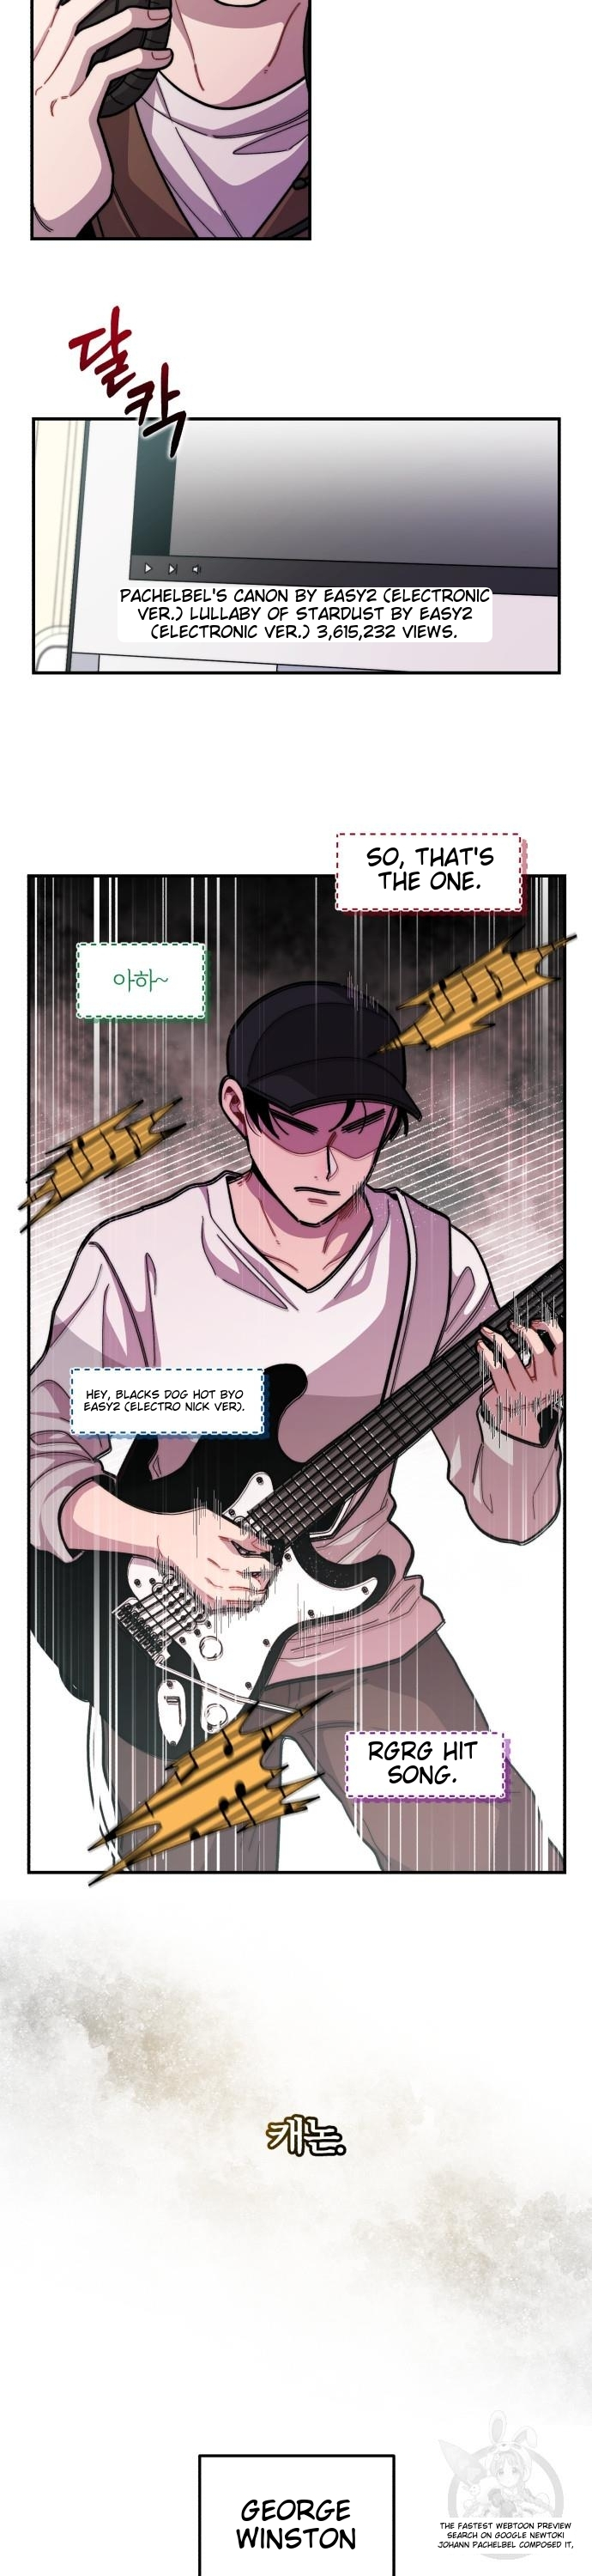 달칵
PACHELBEL'S CANON BY EASY2 (ELECTRONIC
VER.) LULLABY OF STARDUST BY EASY2
(ELECTRONIC VER.) 3,615,232 VIEWS.
SO, THAT'S
THE ONE.
아하~
HEY, BLACKS DOG HOT BYO
EASY2 (ELECTRO NICK VER).
RGRG HIT
SONG.
캐논.
GEORGE
WINSTON
THE FASTEST WEBTOON PREVIEW
SEARCH ON GOOGLE NEWTOKI
JOHANN PACHELBEL COMPOSED IT,